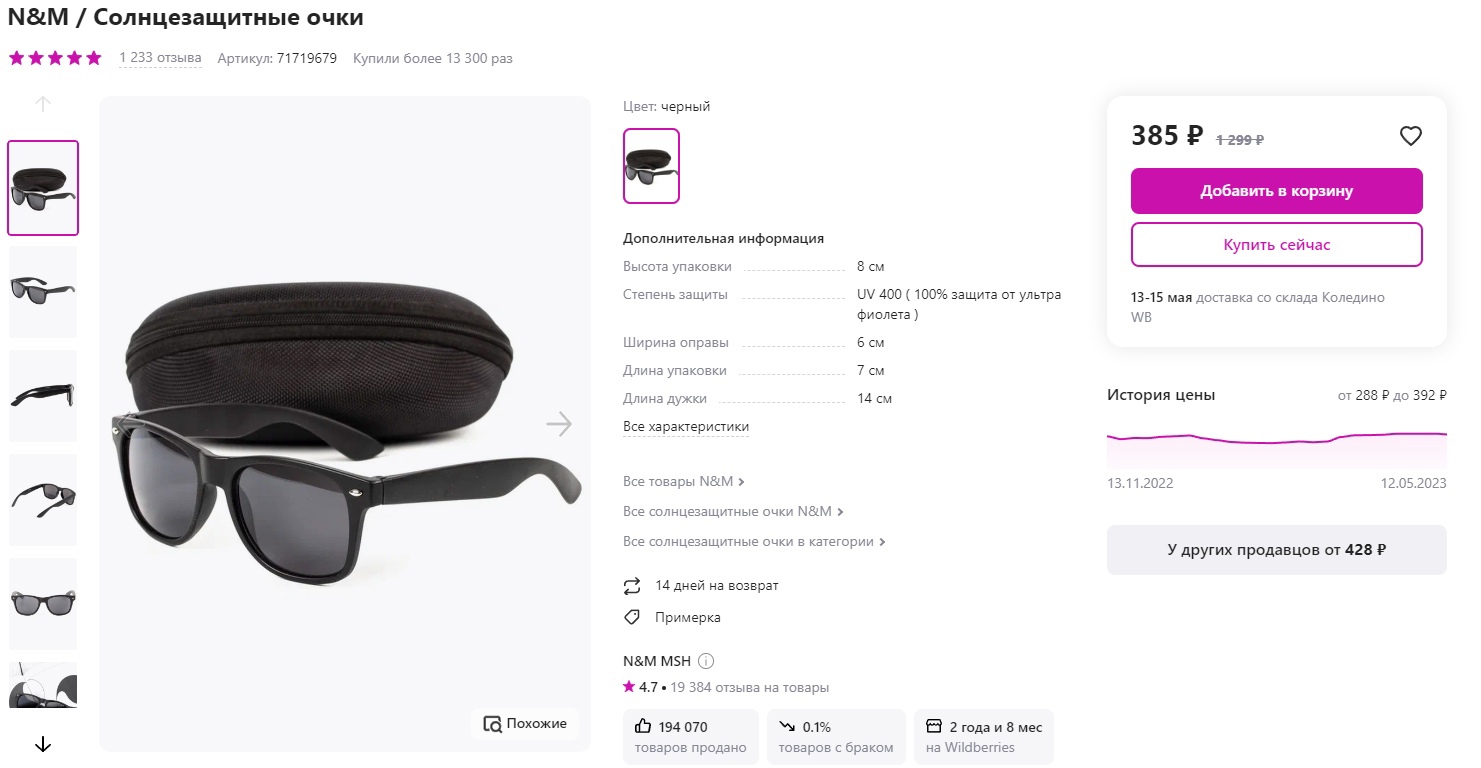 N&M / Солнцезащитные очки
1 233 отзыва Артикул: 71719679 Купили более 13 300 раз
Похожие
Цвет: черный
Дополнительная информация
Высота упаковки 8 см
Степень защиты UV 400 ( 100% защита от ультра
фиолета )
Ширина оправы 6 см
Длина упаковки 7 см
Длина дужки 14 см
Все характеристики
Все товары N&M
Все солнцезащитные очки N&M
Все солнцезащитные очки в категории
14 дней на возврат
Примерка
N&M MSH
4.7 • 19 384 отзыва на товары
194 070
товаров продано
0.1%
товаров с браком
2 года и 8 мес
на Wildberries
385 ₽ 1 299 ₽
Добавить в корзину
Купить сейчас
13-15 мая доставка со склада Коледино
WB
История цены от 288 ₽ до 392 ₽
13.11.2022 12.05.2023
У других продавцов от 428 ₽